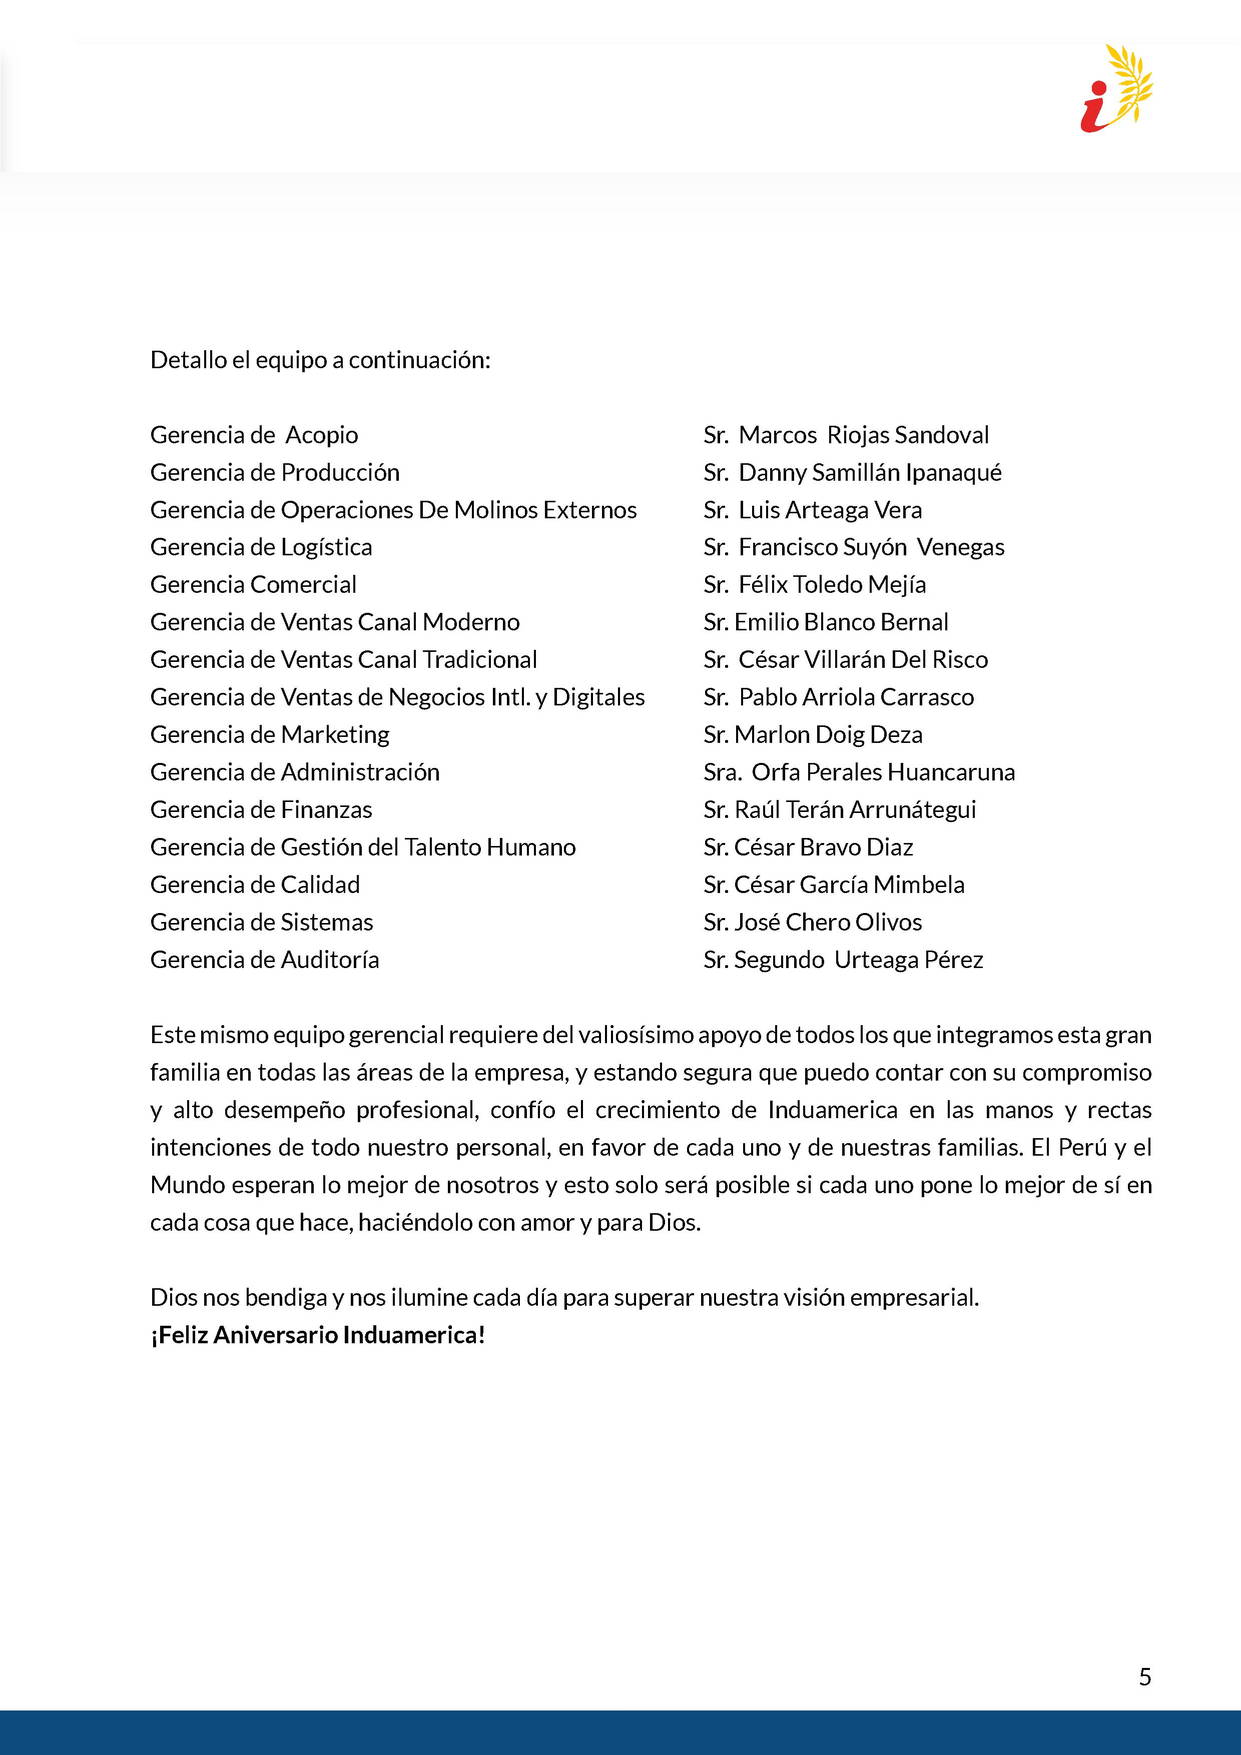 Detallo el equipo a continuación:
Gerencia de Acopio Sr. Marcos Riojas Sandoval
Gerencia de Producción Sr. Danny Samillán Ipanaqué
Gerencia de Operaciones De Molinos Externos Sr. Luis Arteaga Vera
Gerencia de Logística Sr. Francisco Suyón Venegas
Gerencia Comercial Sr. Félix Toledo Mejía
Gerencia de Ventas Canal Moderno Sr. Emilio Blanco Bernal
Gerencia de Ventas Canal Tradicional Sr. César Villarán Del Risco
Gerencia de Ventas de Negocios Intl. y Digitales Sr. Pablo Arriola Carrasco
Gerencia de Marketing Sr. Marlon Doig Deza
Gerencia de Administración Sra. Orfa Perales Huancaruna
Gerencia de Finanzas Sr. Raúl Terán Arrunátegui
Gerencia de Gestión del Talento Humano Sr. César Bravo Diaz
Gerencia de Calidad Sr. César García Mimbela
Gerencia de Sistemas Sr. José Chero Olivos
Gerencia de Auditoría Sr. Segundo Urteaga Pérez
Este mismo equipo gerencial requiere del valiosísimo apoyo de todos los que integramos esta gran
familia en todas las áreas de la empresa, y estando segura que puedo contar con su compromiso
y alto desempeño profesional, confío el crecimiento de Induamerica en las manos y rectas
intenciones de todo nuestro personal, en favor de cada uno y de nuestras familias. El Perú y el
Mundo esperan lo mejor de nosotros y esto solo será posible si cada uno pone lo mejor de sí en
cada cosa que hace, haciéndolo con amor y para Dios.
Dios nos bendiga y nos ilumine cada día para superar nuestra visión empresarial.
¡Feliz Aniversario Induamerica!
5